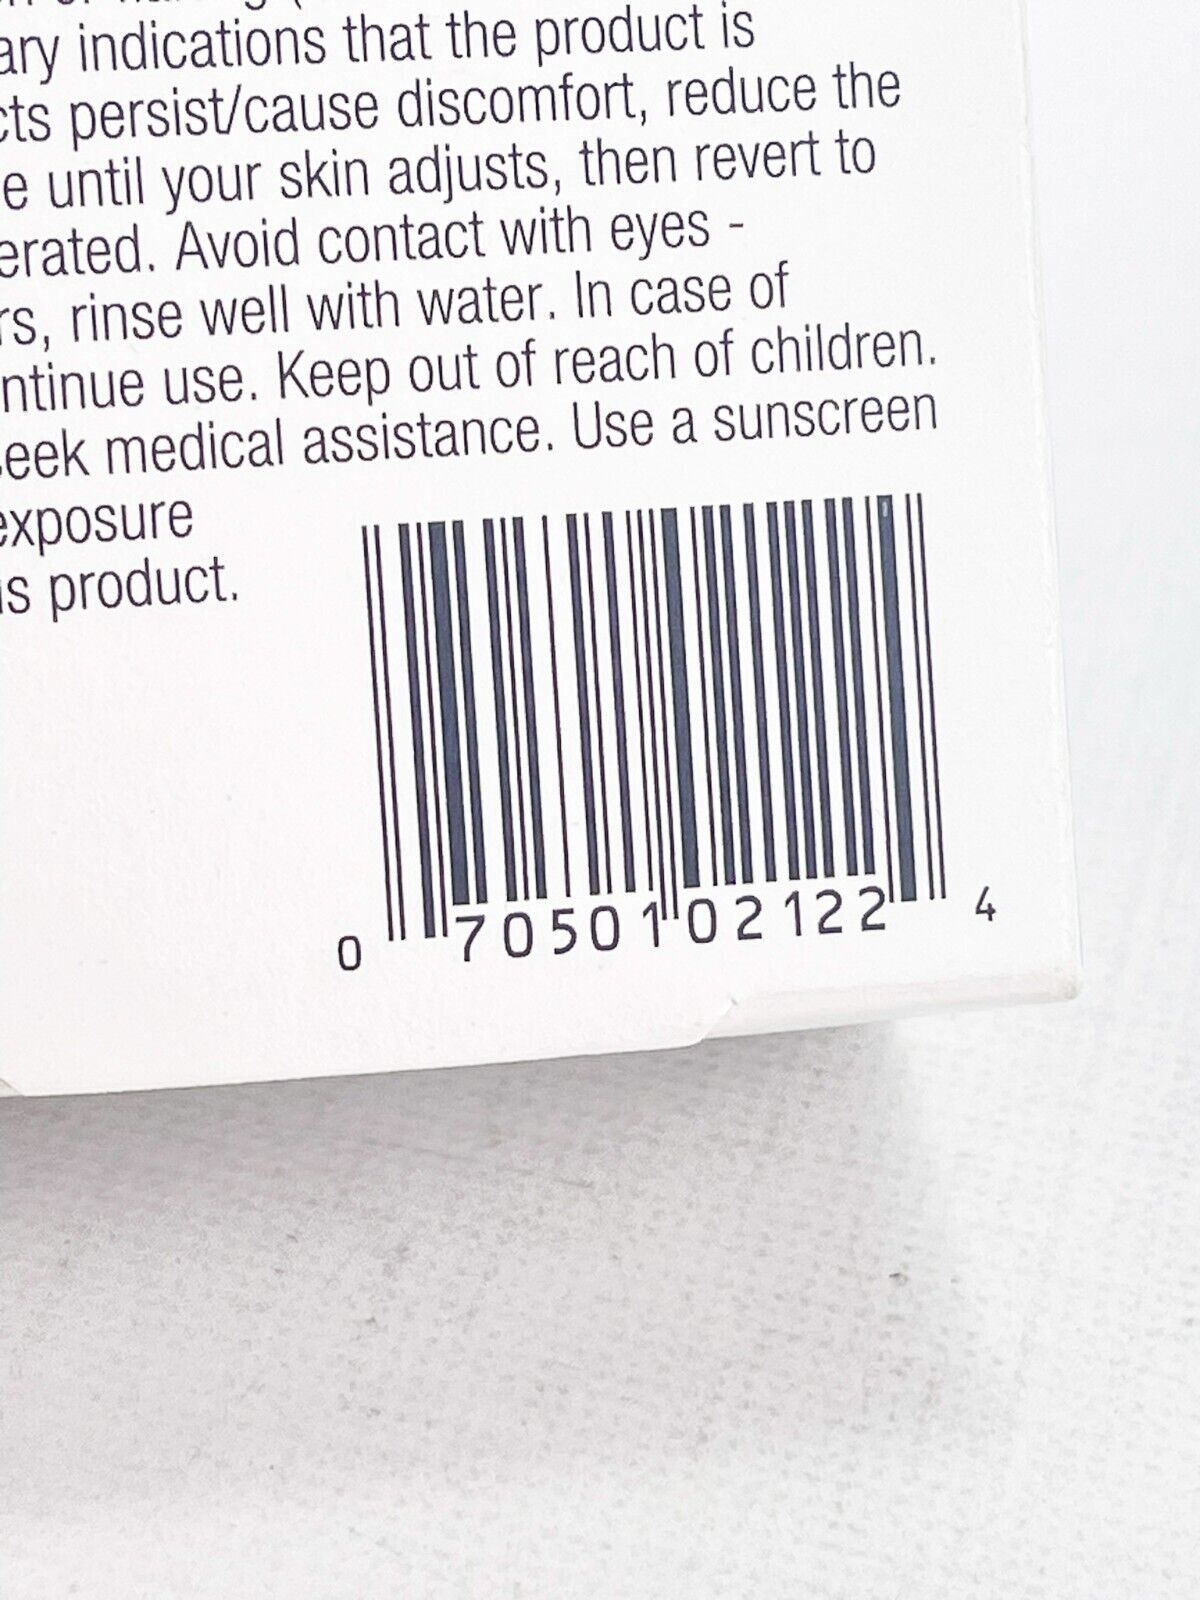 ary indications that the product is
cts persist/cause discomfort, reduce the
e until your skin adjusts, then revert to
erated. Avoid contact with eyes -
rs, rinse well with water. In case of
ntinue use. Keep out of reach of children.
eek medical assistance. Use a sunscreen
exposure
is product.
0 70501 02122 4